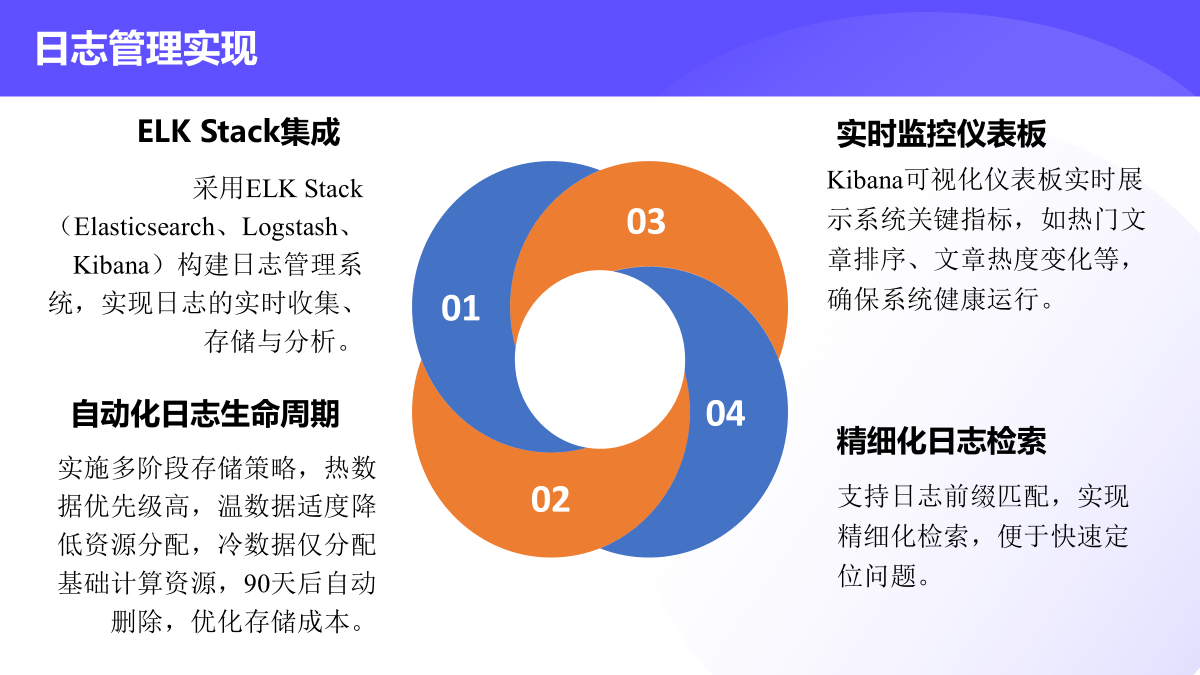 日志管理实现
ELK Stack集成
采用ELK Stack
（Elasticsearch、Logstash、
Kibana）构建日志管理系
统，实现日志的实时收集、
存储与分析。
自动化日志生命周期
实施多阶段存储策略，热数
据优先级高，温数据适度降
低资源分配，冷数据仅分配
基础计算资源，90天后自动
删除，优化存储成本。
01
02
03
04
实时监控仪表板
Kibana可视化仪表板实时展
示系统关键指标，如热门文
章排序、文章热度变化等，
确保系统健康运行。
精细化日志检索
支持日志前缀匹配，实现
精细化检索，便于快速定
位问题。